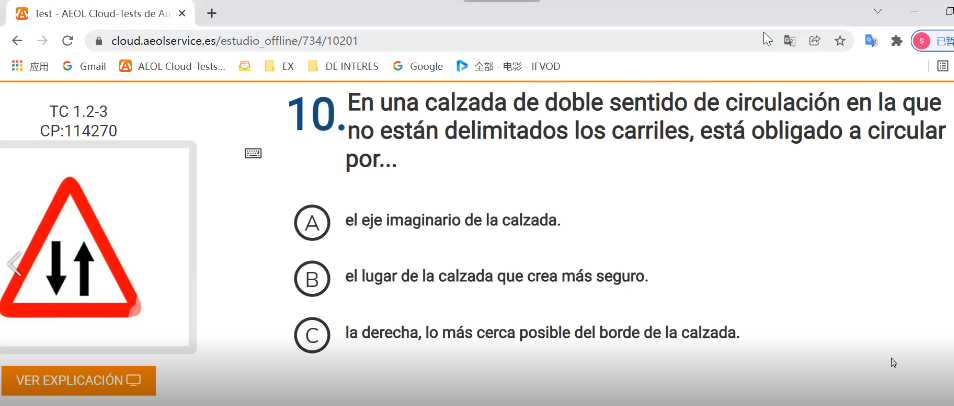 Test - AEOL Cloud-Tests de Au
cloud.aeolservice.es/estudio_offline/734/10201
S
应用 Gmail AEOL Cloud-Tests... EX DE INTERES Google 全部 - 电影 - IFVOD
TC 1.2-3
CP:114270
10. En una calzada de doble sentido de circulación en la que
no están delimitados los carriles, está obligado a circular
por...
A el eje imaginario de la calzada.
B el lugar de la calzada que crea más seguro.
C la derecha, lo más cerca posible del borde de la calzada.
VER EXPLICACIÓN